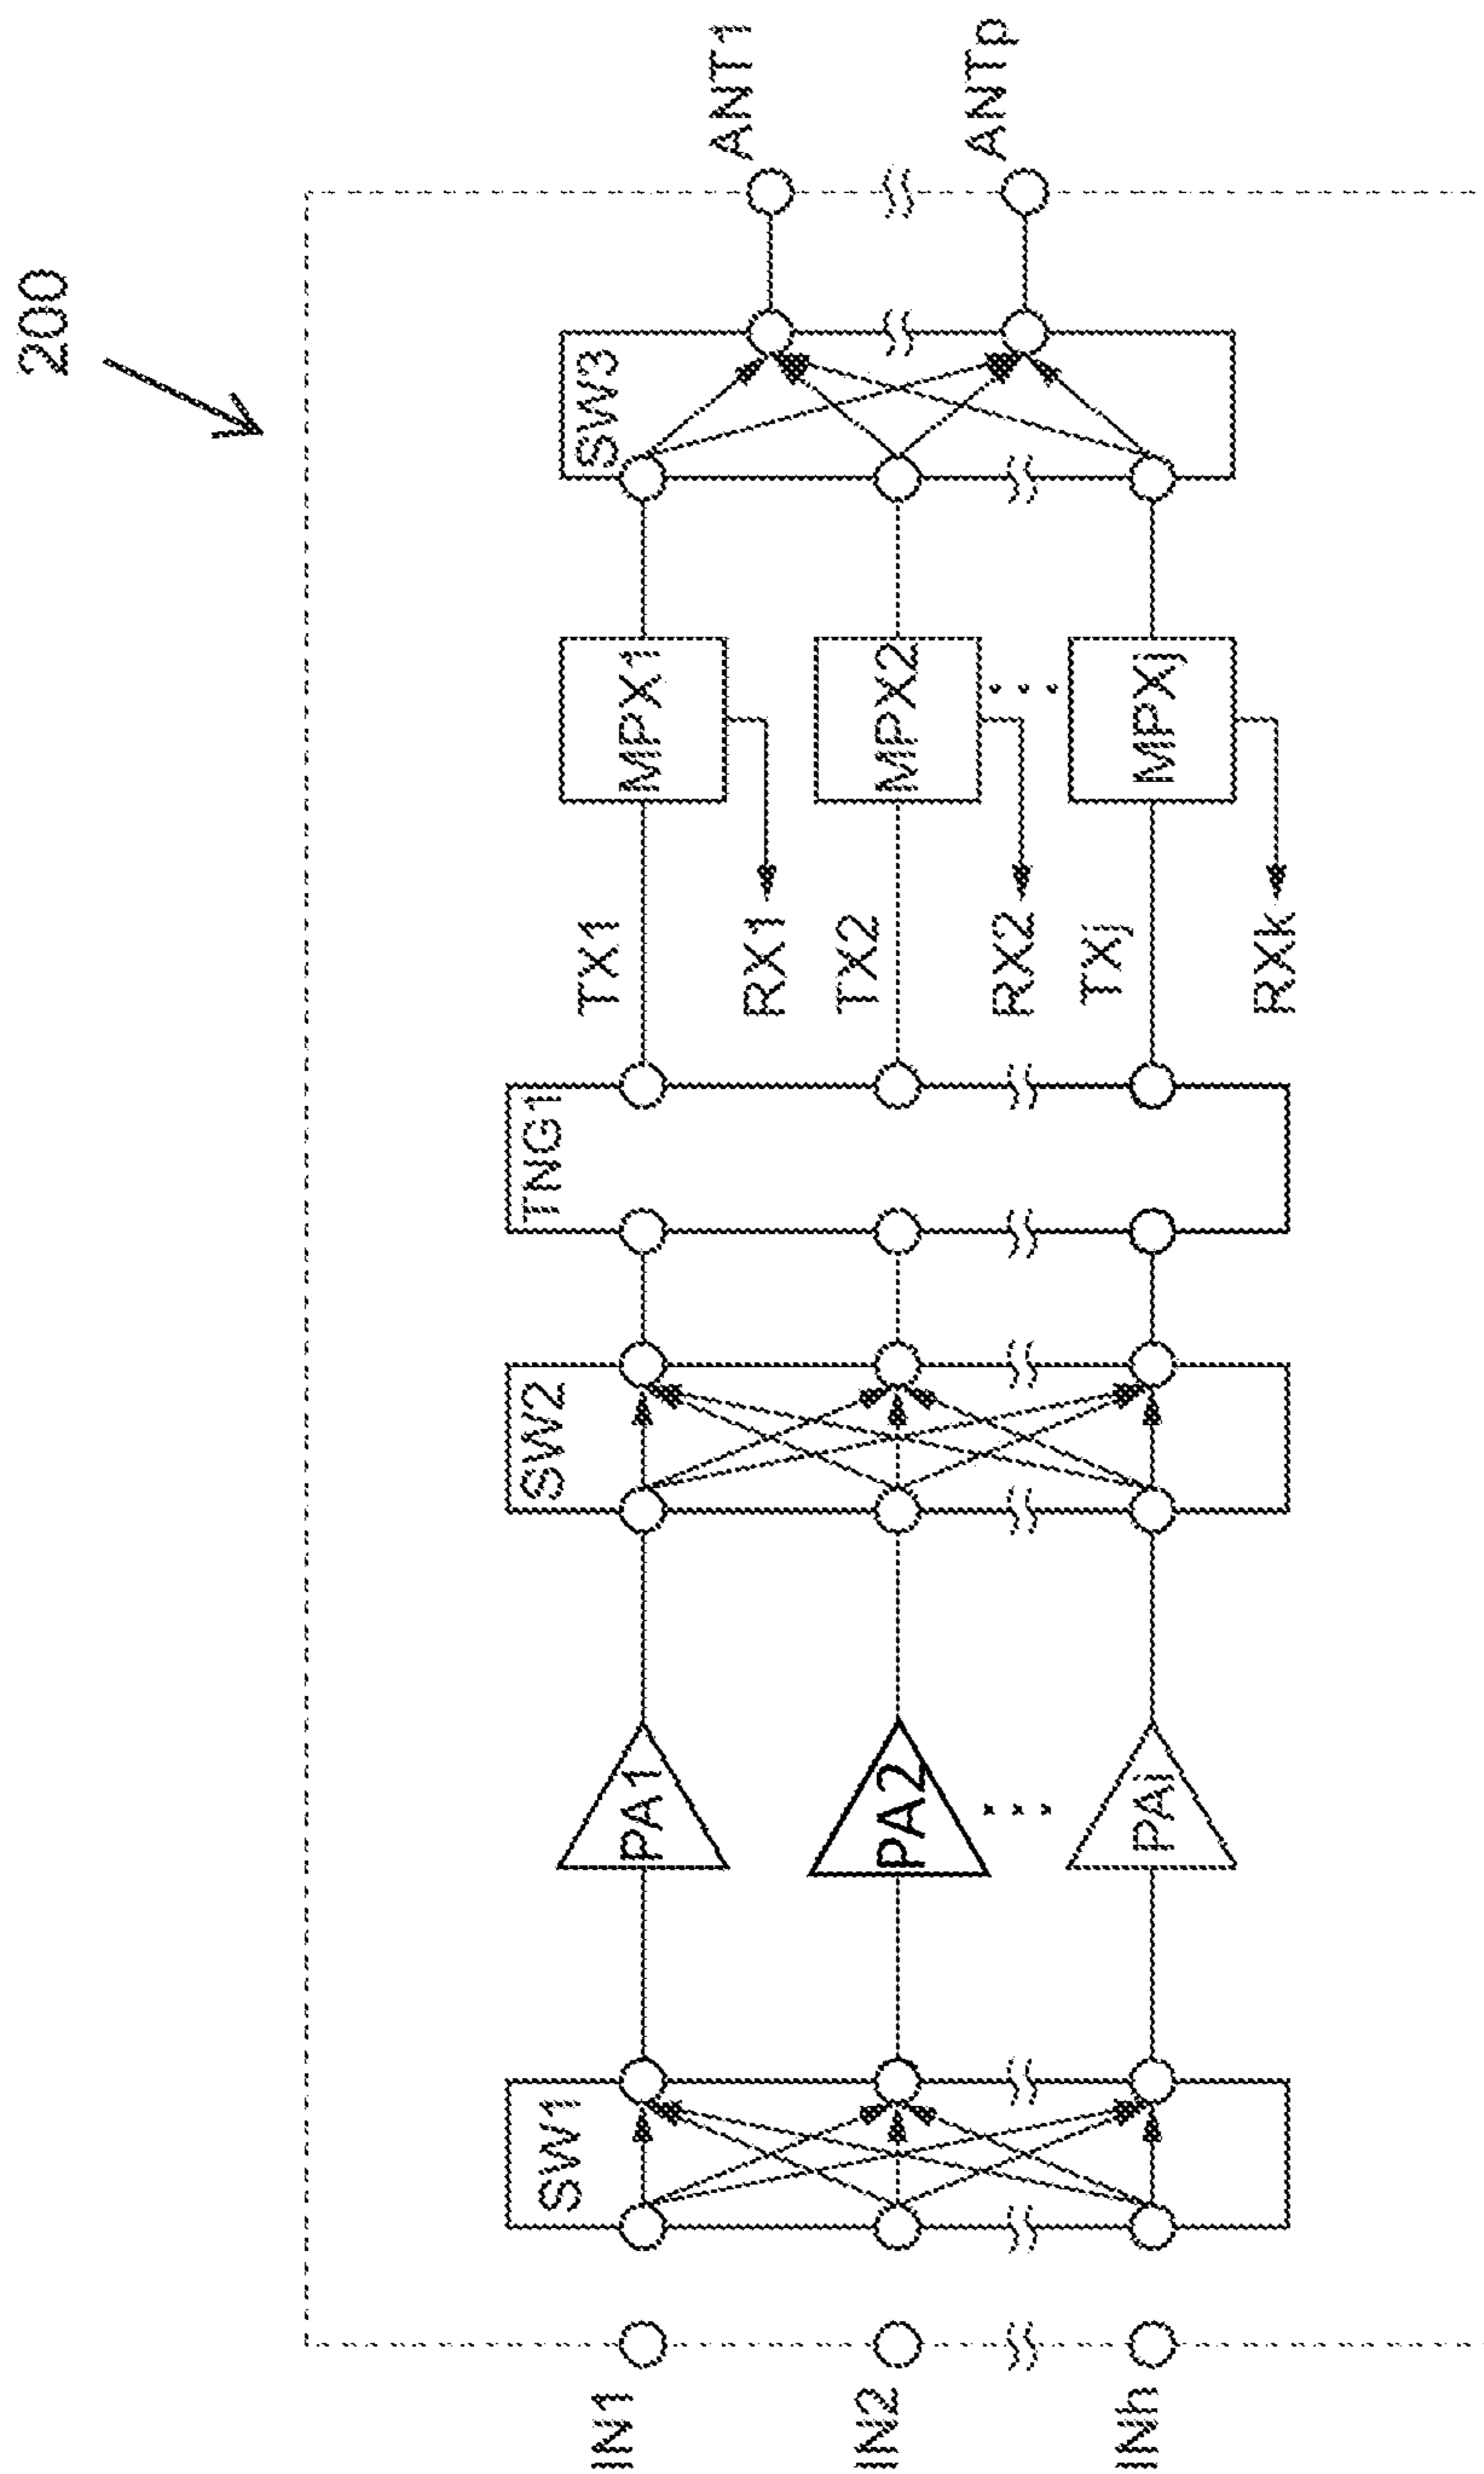 200
IN1
IN2
INh
SW1
PA1
PA2
PAi
SW2
TNG1
TX1
RX1
TX2
RX2
TXj
RXk
MPX1
MPX2
MPXj
SW3
ANT1
ANTp